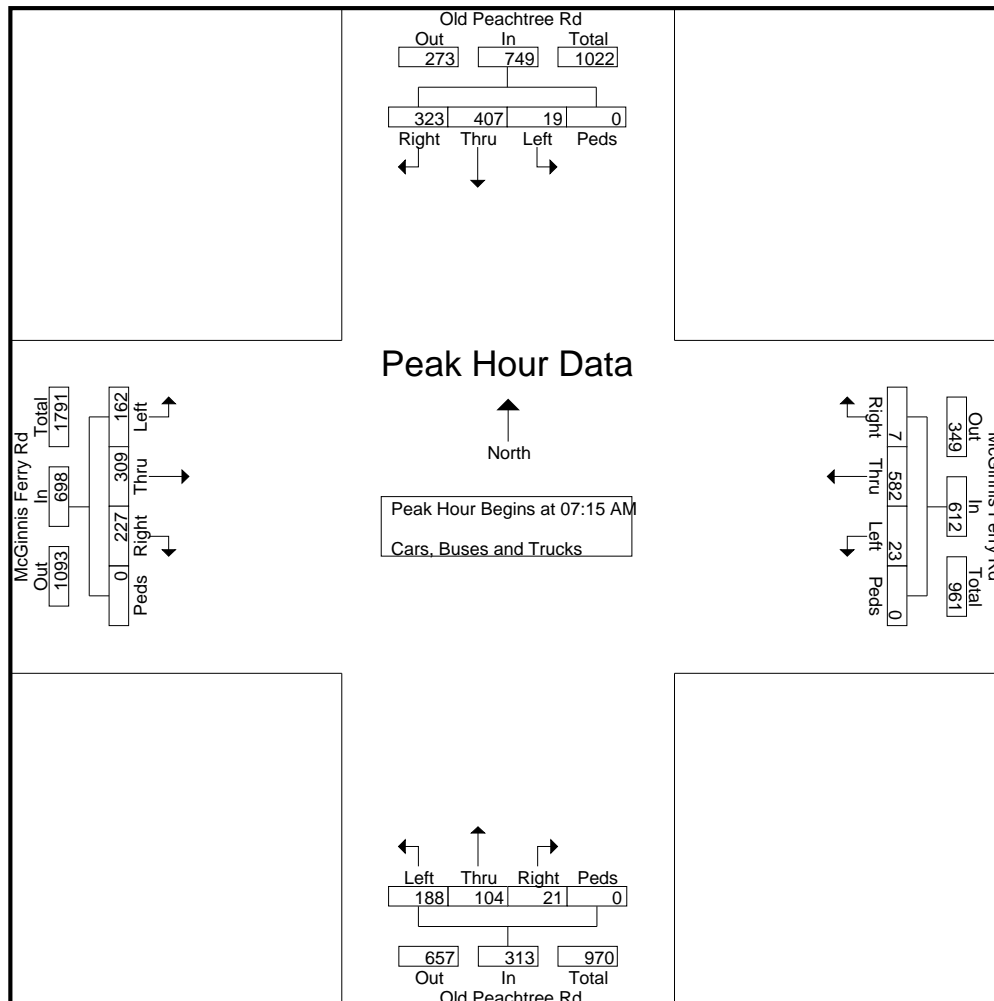 Old Peachtree Rd
Out In Total
273 749 1022
323 407 19 0
Right Thru Left Peds
Peak Hour Data
North
Peak Hour Begins at 07:15 AM
Cars, Buses and Trucks
McGinnis Ferry Rd
Total In Out
1791 698 1093
162 309 227 0
Left Thru Right Peds
McGinnis Ferry Rd
Out In Total
349 612 961
7 582 23 0
Right Thru Left Peds
Left Thru Right Peds
188 104 21 0
657 313 970
Out In Total
Old Peachtree Rd